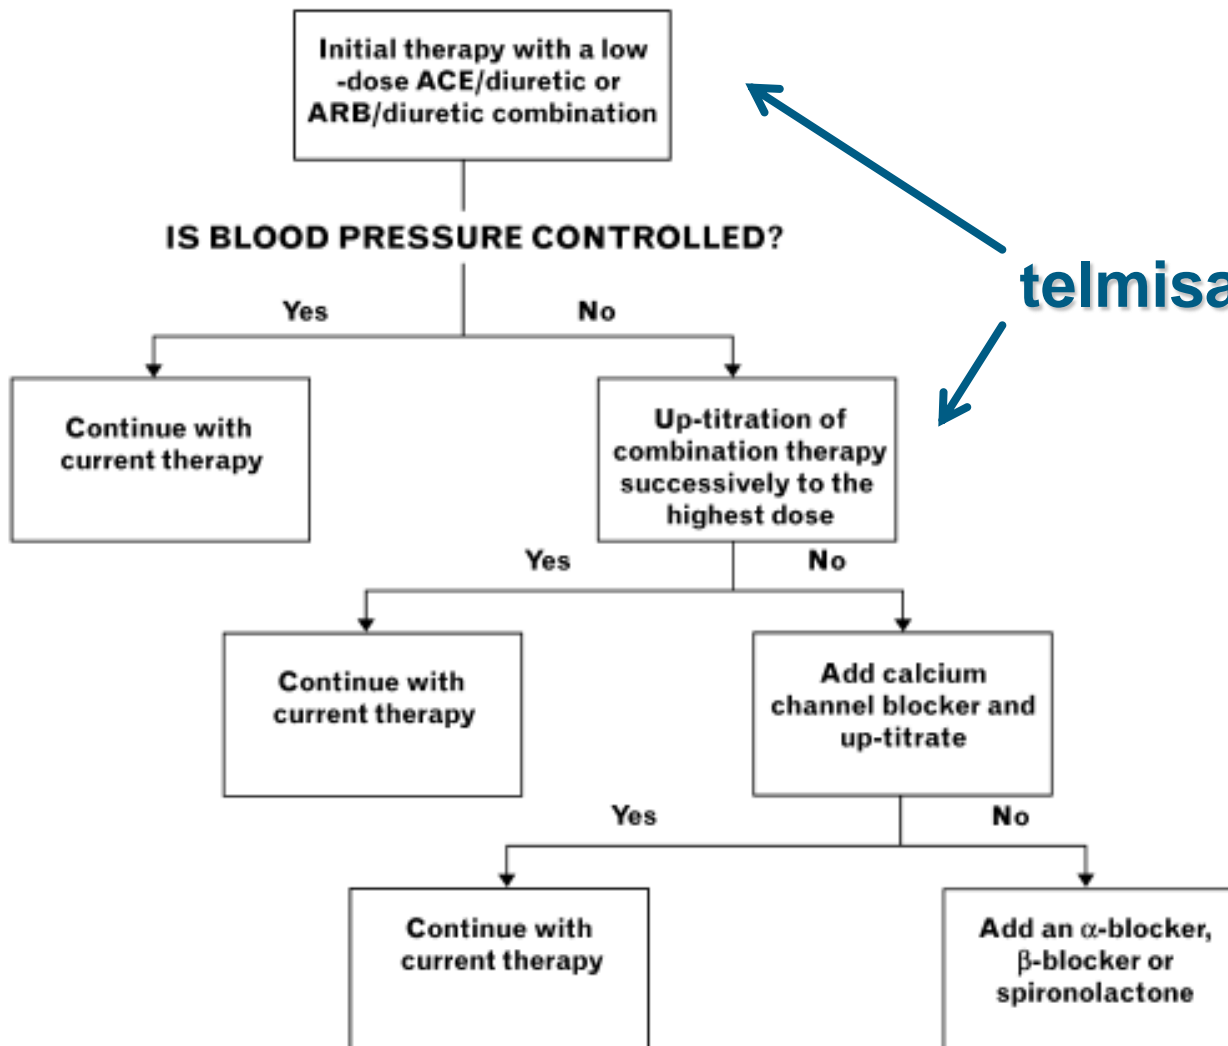 Initial therapy with a low
-dose ACE/diuretic or
ARB/diuretic combination
IS BLOOD PRESSURE CONTROLLED?
telmisa
Yes
No
Continue with
current therapy
Up-titration of
combination therapy
successively to the
highest dose
Yes
No
Continue with
current therapy
Add calcium
channel blocker and
up-titrate
Yes
No
Continue with
current therapy
Add an α-blocker,
β-blocker or
spironolactone